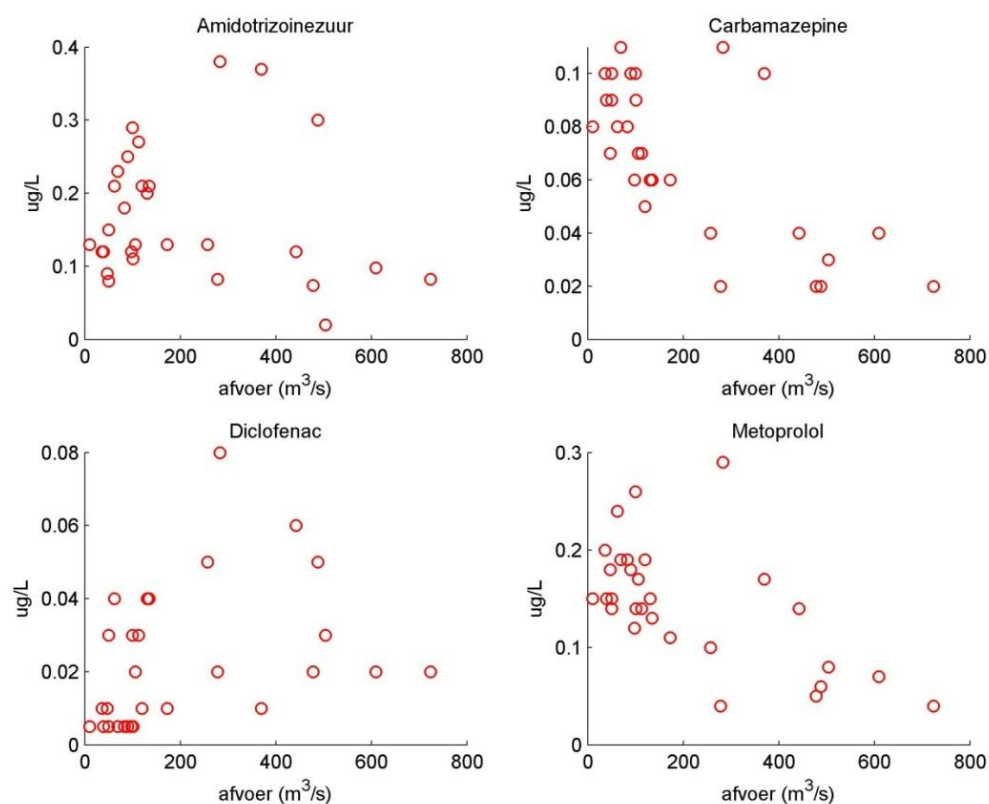 Amidotrizoinezuur
0.4
0.3
0.2
0.1
0
ug/L
0 200 400 600 800
afvoer (m³/s)
Carbamazepine
0.1
0.08
0.06
0.04
0.02
0
ug/L
0 200 400 600 800
afvoer (m³/s)
Diclofenac
0.08
0.06
0.04
0.02
0
ug/L
0 200 400 600 800
afvoer (m³/s)
Metoprolol
0.3
0.2
0.1
0
ug/L
0 200 400 600 800
afvoer (m³/s)